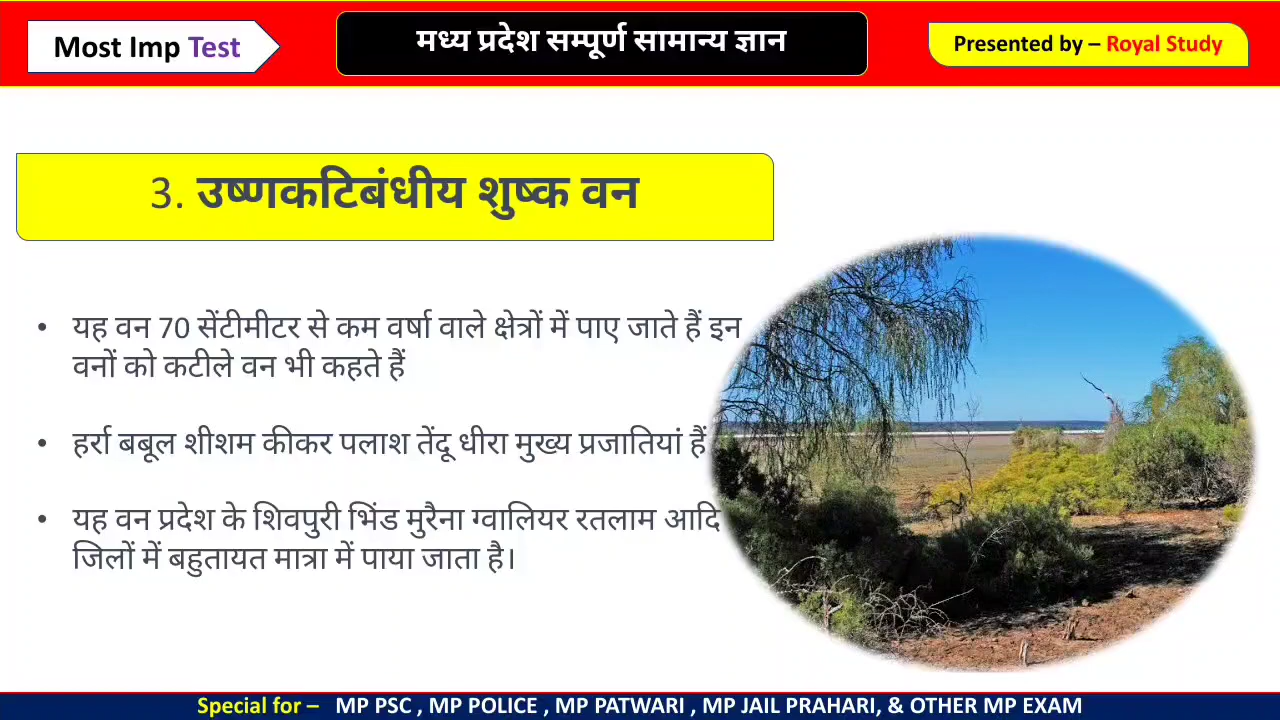 Most Imp Test
मध्य प्रदेश सम्पूर्ण सामान्य ज्ञान
Presented by – Royal Study
3. उष्णकटिबंधीय शुष्क वन
• यह वन 70 सेंटीमीटर से कम वर्षा वाले क्षेत्रों में पाए जाते हैं इन
वनों को कटीले वन भी कहते हैं
• हर्रा बबूल शीशम कीकर पलाश तेंदू धीरा मुख्य प्रजातियां हैं
• यह वन प्रदेश के शिवपुरी भिंड मुरैना ग्वालियर रतलाम आदि
जिलों में बहुतायत मात्रा में पाया जाता है।
Special for – MP PSC , MP POLICE , MP PATWARI , MP JAIL PRAHARI, & OTHER MP EXAM